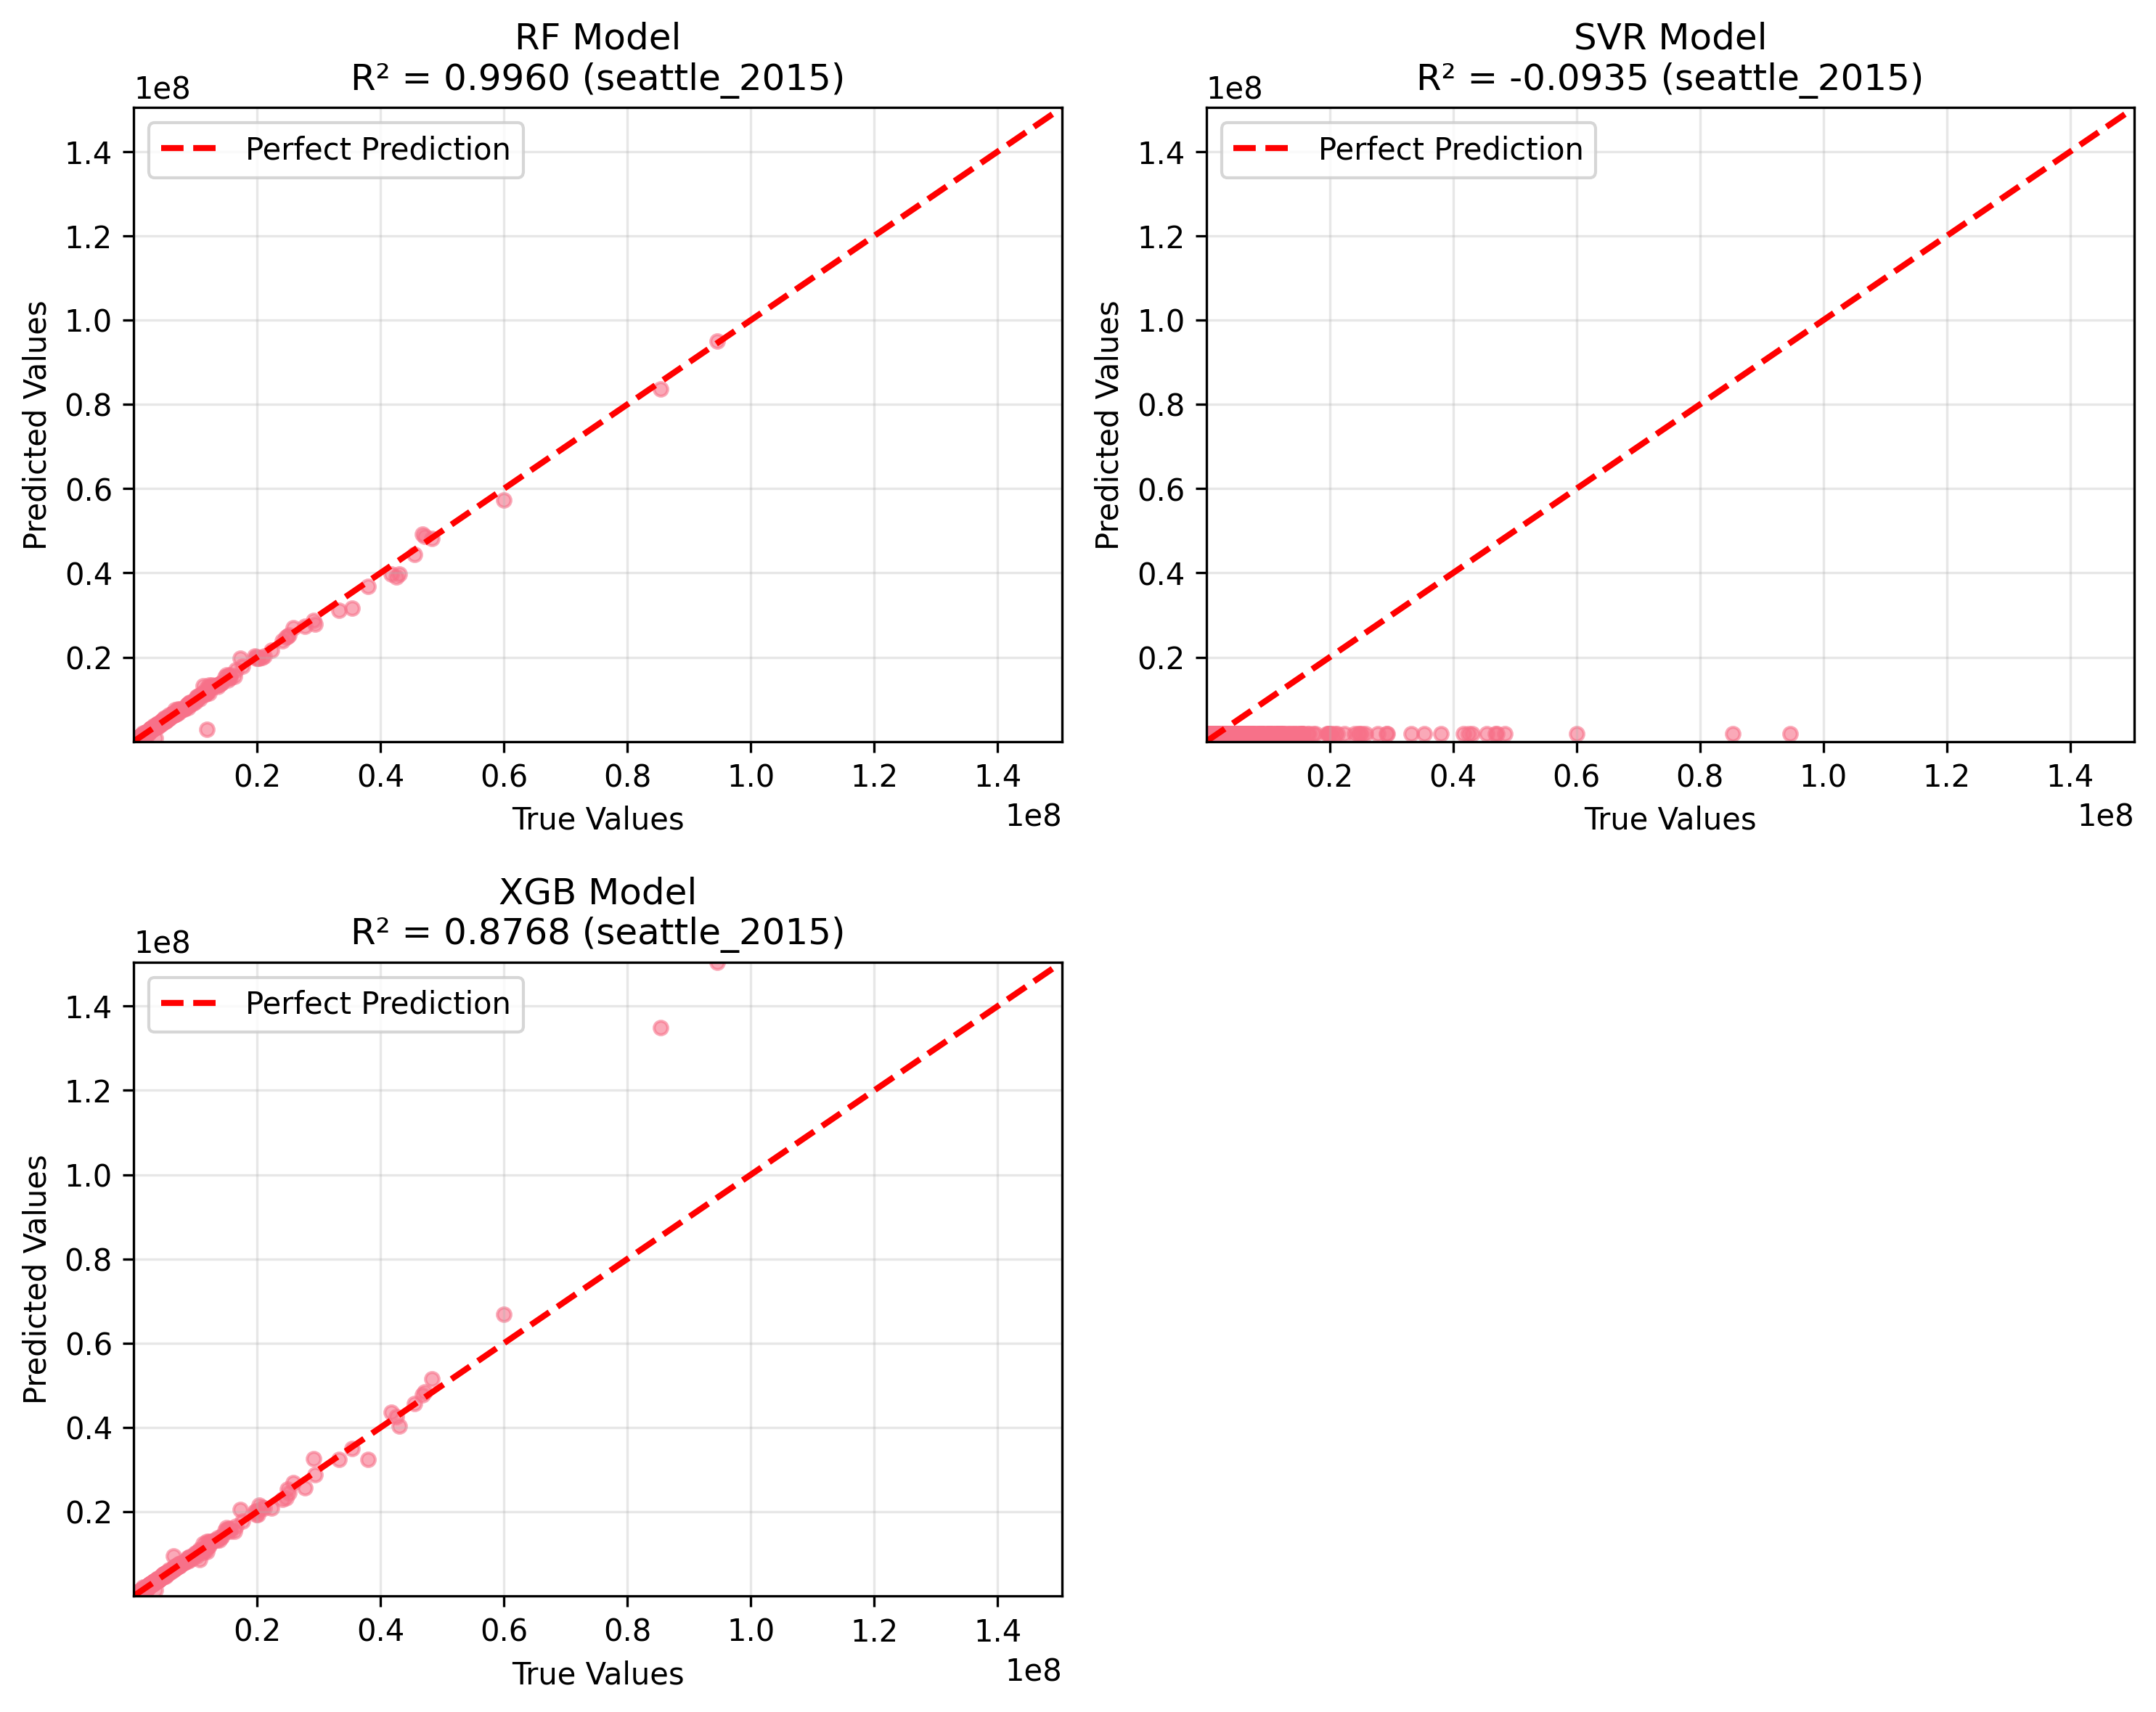 RF Model
R² = 0.9960 (seattle_2015)
1e8
Perfect Prediction
1.4
1.2
1.0
0.8
0.6
0.4
0.2
Predicted Values
0.2 0.4 0.6 0.8 1.0 1.2 1.4
True Values
1e8
SVR Model
R² = -0.0935 (seattle_2015)
1e8
Perfect Prediction
1.4
1.2
1.0
0.8
0.6
0.4
0.2
Predicted Values
0.2 0.4 0.6 0.8 1.0 1.2 1.4
True Values
1e8
XGB Model
R² = 0.8768 (seattle_2015)
1e8
Perfect Prediction
1.4
1.2
1.0
0.8
0.6
0.4
0.2
Predicted Values
0.2 0.4 0.6 0.8 1.0 1.2 1.4
True Values
1e8